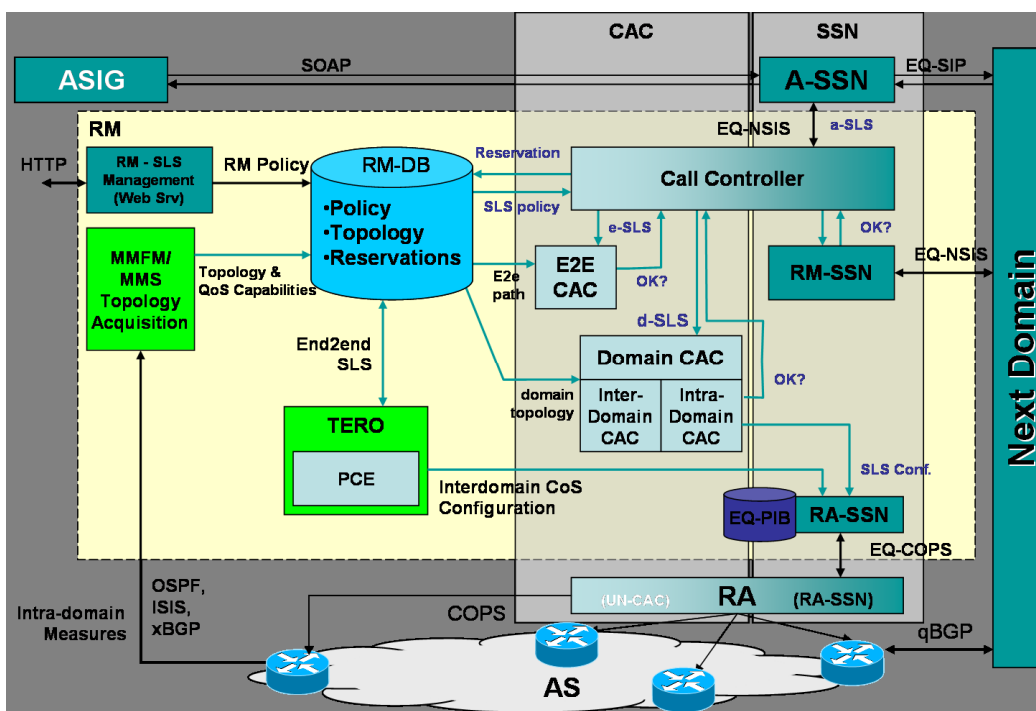 CAC
SSN
ASIG
SOAP
A-SSN
EQ-SIP
RM
EQ-NSIS
a-SLS
HTTP
RM - SLS
Management
(Web Srv)
RM Policy
RM-DB
•Policy
•Topology
•Reservations
Reservation
SLS policy
Call Controller
MMFM/
MMS
Topology
Acquisition
Topology &
QoS Capabilities
e-SLS
E2E
CAC
E2e
path
OK?
OK?
RM-SSN
EQ-NSIS
d-SLS
End2end
SLS
Domain CAC
Inter-
Domain
CAC
Intra-
Domain
CAC
domain
topology
OK?
TERO
PCE
Interdomain CoS
Configuration
SLS Conf.
EQ-PIB
RA-SSN
EQ-COPS
Next Domain
(UN-CAC)
RA
(RA-SSN)
OSPF,
ISIS,
xBGP
Intra-domain
Measures
COPS
qBGP
AS